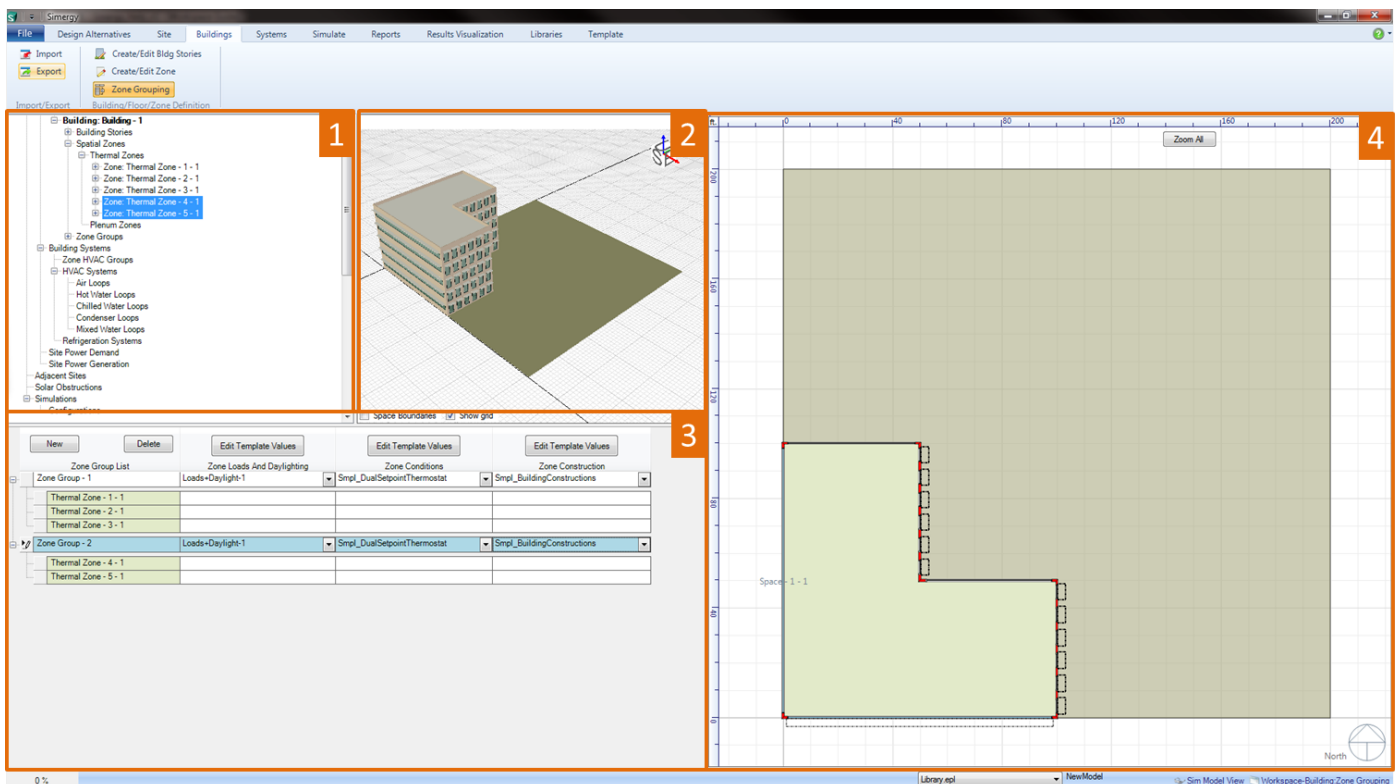 Simergy
File Design Alternatives Site Buildings Systems Simulate Reports Results Visualization Libraries Template
Import
Export
Import/Export
Create/Edit Bldg Stories
Create/Edit Zone
Zone Grouping
Building/Floor/Zone Definition
1
Building: Building - 1
Building Stories
Spatial Zones
Thermal Zones
Zone: Thermal Zone - 1 - 1
Zone: Thermal Zone - 2 - 1
Zone: Thermal Zone - 3 - 1
Zone: Thermal Zone - 4 - 1
Zone: Thermal Zone - 5 - 1
Plenum Zones
Zone Groups
Building Systems
Zone HVAC Groups
HVAC Systems
Air Loops
Hot Water Loops
Chilled Water Loops
Condenser Loops
Mixed Water Loops
Refrigeration Systems
Site Power Demand
Site Power Generation
Adjacent Sites
Solar Obstructions
Simulations
Configurations
2
Space Boundaries Show grid
3
New Delete Edit Template Values Edit Template Values Edit Template Values
Zone Group List Zone Loads And Daylighting Zone Conditions Zone Construction
Zone Group - 1 Loads+Daylight-1 Smpl_DualSetpointThermostat Smpl_BuildingConstructions
Thermal Zone - 1 - 1
Thermal Zone - 2 - 1
Thermal Zone - 3 - 1
Zone Group - 2 Loads+Daylight-1 Smpl_DualSetpointThermostat Smpl_BuildingConstructions
Thermal Zone - 4 - 1
Thermal Zone - 5 - 1
4
ft 0 40 80 120 160 200
Zoom All
200
160
120
80
40
0
Space - 1 - 1
North
0 % Library.epl NewModel Sim Model View Workspace-Building:Zone Grouping